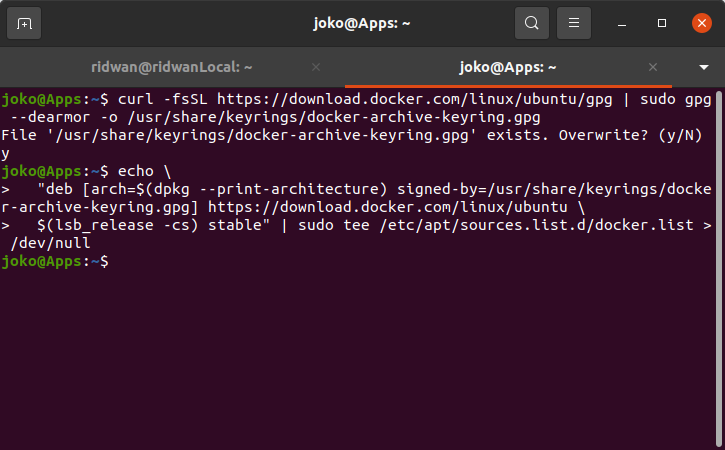 joko@Apps: ~
ridwan@ridwanLocal: ~
joko@Apps: ~
joko@Apps:~$ curl -fsSL https://download.docker.com/linux/ubuntu/gpg | sudo gpg
 --dearmor -o /usr/share/keyrings/docker-archive-keyring.gpg
File '/usr/share/keyrings/docker-archive-keyring.gpg' exists. Overwrite? (y/N)
y
joko@Apps:~$ echo \
>   "deb [arch=$(dpkg --print-architecture) signed-by=/usr/share/keyrings/docke
r-archive-keyring.gpg] https://download.docker.com/linux/ubuntu \
>   $(lsb_release -cs) stable" | sudo tee /etc/apt/sources.list.d/docker.list >
 /dev/null
joko@Apps:~$